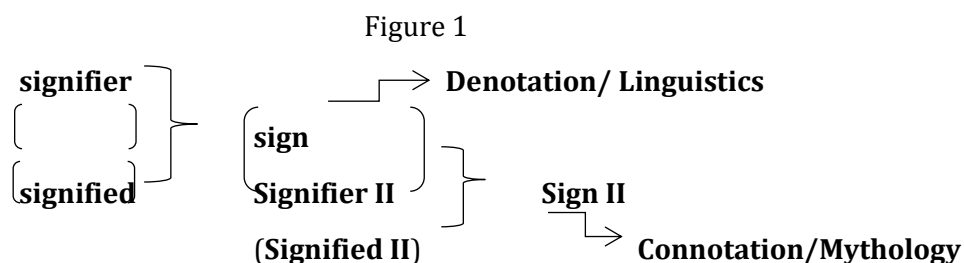 Figure 1
signifier
Denotation/ Linguistics
sign
signified
Signifier II
Sign II
(Signified II)
Connotation/Mythology